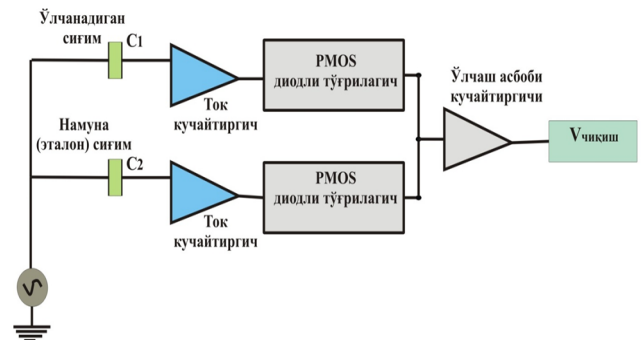 Ўлчанадиган
сиғим
C1
PMOS
диодли тўғрилагич
Ток
кучайтиргич
Ўлчаш асбоби
кучайтиргичи
Vчиқиш
Намуна
(эталон) сиғим
C2
PMOS
диодли тўғрилагич
Ток
кучайтиргич